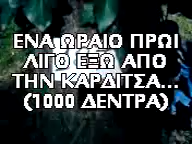 ΕΝΑ ΩΡΑΙΟ ΠΡΩΙ
ΛΙΓΟ ΕΞΩ ΑΠΟ
ΤΗΝ ΚΑΡΔΙΤΣΑ...
(1000 ΔΕΝΤΡΑ)